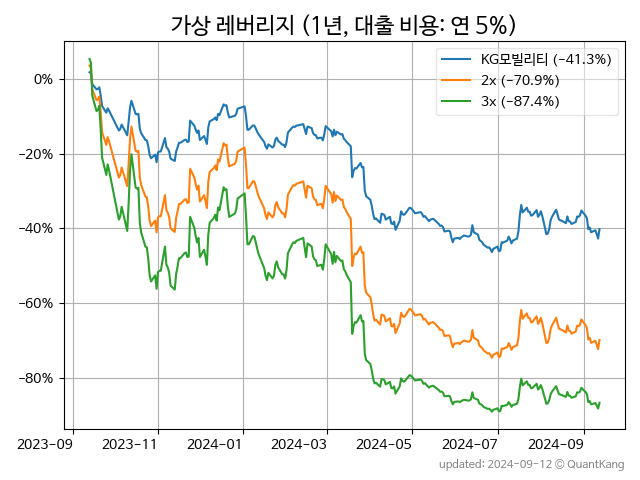 가상 레버리지 (1년, 대출 비용: 연 5%)
KG모빌리티 (−41.3%)
2x (−70.9%)
3x (−87.4%)
0%
−20%
−40%
−60%
−80%
2023-09 2023-11 2024-01 2024-03 2024-05 2024-07 2024-09
updated: 2024-09-12 © QuantKang